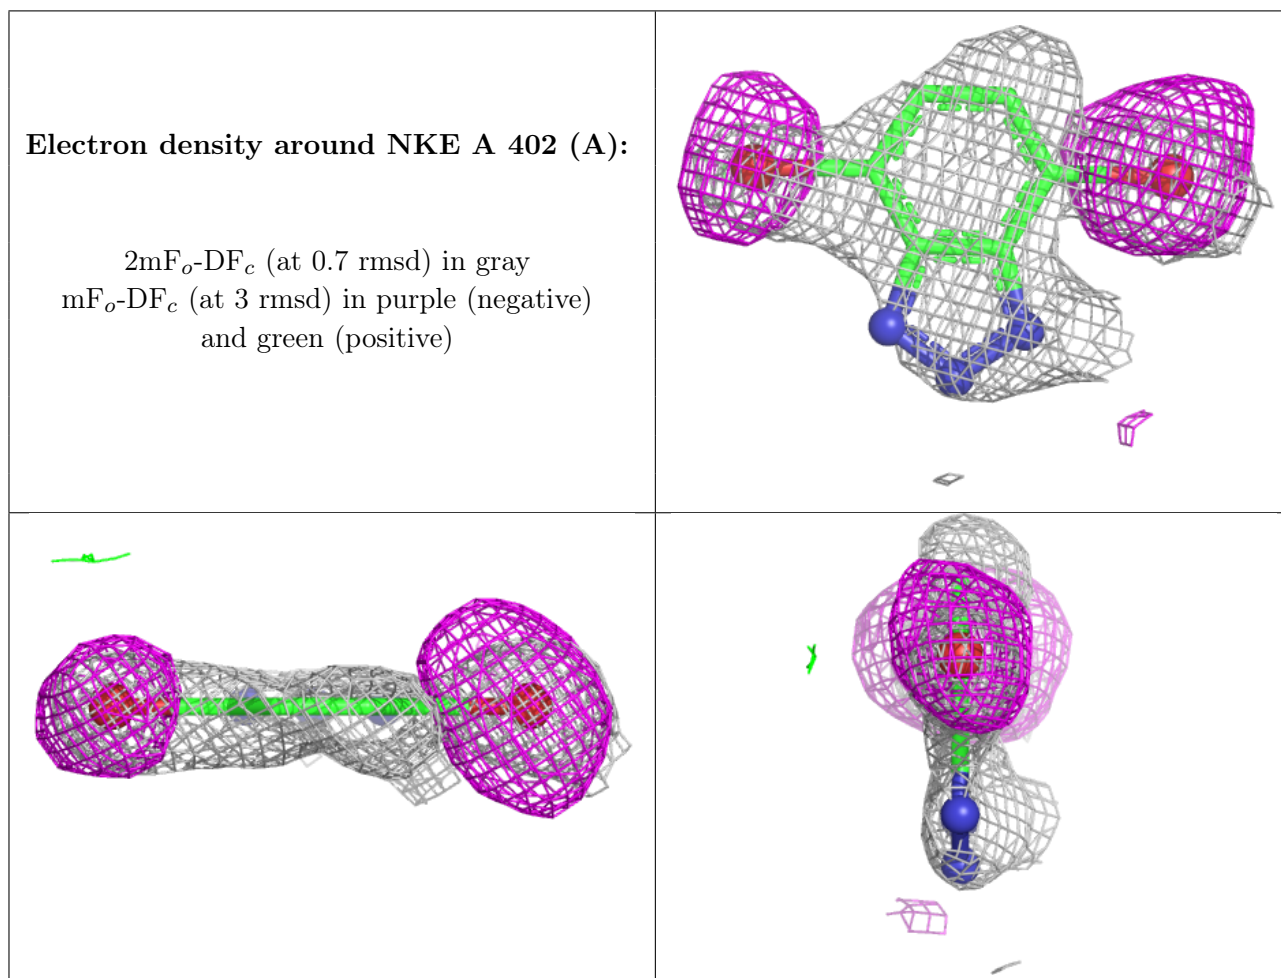 Electron density around NKE A 402 (A):
2mFo-DFc (at 0.7 rmsd) in gray
mFo-DFc (at 3 rmsd) in purple (negative)
and green (positive)